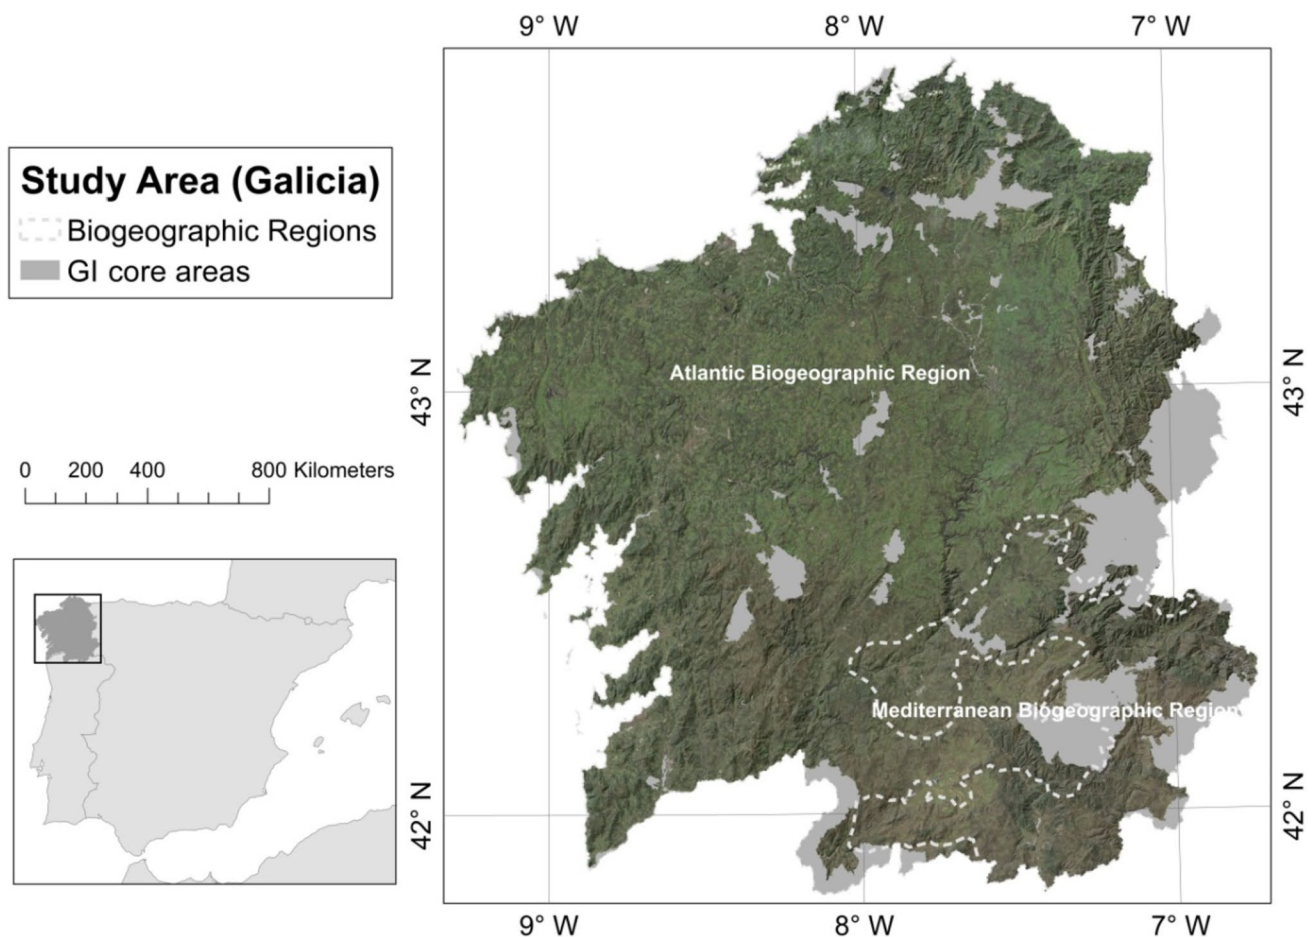 9° W 8° W 7° W
Study Area (Galicia)
Biogeographic Regions
GI core areas
43° N 43° N
Atlantic Biogeographic Region
0 200 400 800 Kilometers
Mediterranean Biogeographic Region
42° N 42° N
9° W 8° W 7° W